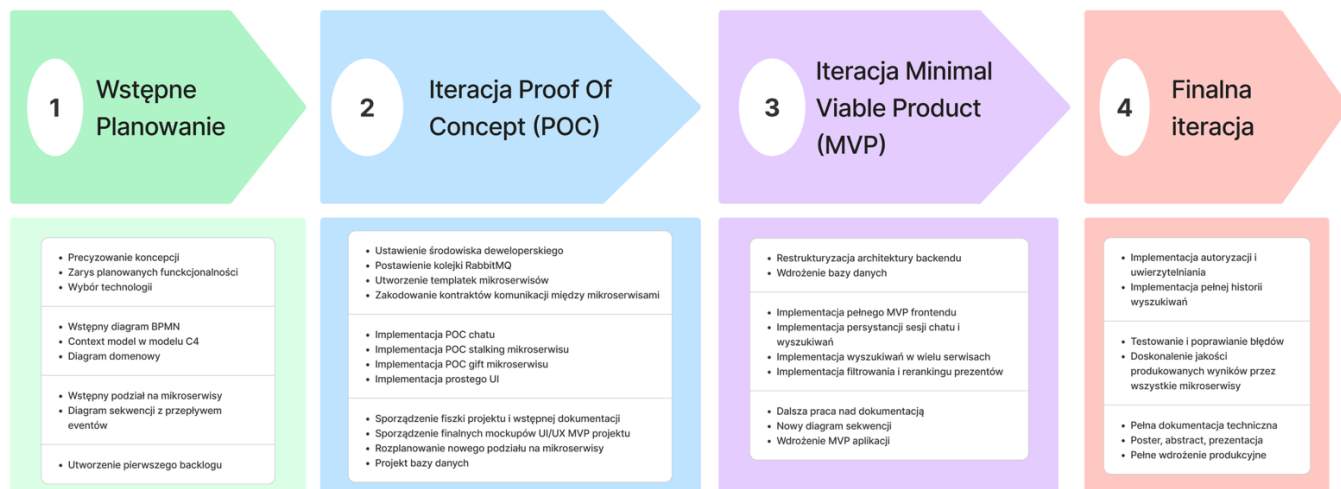 1
Wstępne
Planowanie
2
Iteracja Proof Of
Concept (POC)
3
Iteracja Minimal
Viable Product
(MVP)
4
Finalna
iteracja
• Precyzowanie koncepcji
• Zarys planowanych funckcjonalności
• Wybór technologii
• Wstępny diagram BPMN
• Context model w modelu C4
• Diagram domenowy
• Wstępny podział na mikroserwisy
• Diagram sekwencji z przepływem
eventów
• Utworzenie pierwszego backlogu
• Ustawienie środowiska deweloperskiego
• Postawienie kolejki RabbitMQ
• Utworzenie templatek mikroserwisów
• Zakodowanie kontraktów komunikacji między mikroserwisami
• Implementacja POC chatu
• Implementacja POC stalking mikroserwisu
• Implementacja POC gift mikroserwisu
• Implementacja prostego UI
• Sporządzenie fiszki projektu i wstępnej dokumentacji
• Sporządzenie finalnych mockupów UI/UX MVP projektu
• Rozplanowanie nowego podziału na mikroserwisy
• Projekt bazy danych
• Restrukturyzacja architektury backendu
• Wdrożenie bazy danych
• Implementacja pełnego MVP frontendu
• Implementacja persystancji sesji chatu i
wyszukiwań
• Implementacja wyszukiwań w wielu serwisach
• Implementacja filtrowania i rerankingu prezentów
• Dalsza praca nad dokumentacją
• Nowy diagram sekwencji
• Wdrożenie MVP aplikacji
• Implementacja autoryzacji i
uwierzytelniania
• Implementacja pełnej historii
wyszukiwań
• Testowanie i poprawianie błędów
• Doskonalenie jakości
produkowanych wyników przez
wszystkie mikroserwisy
• Pełna dokumentacja techniczna
• Poster, abstract, prezentacja
• Pełne wdrożenie produkcyjne